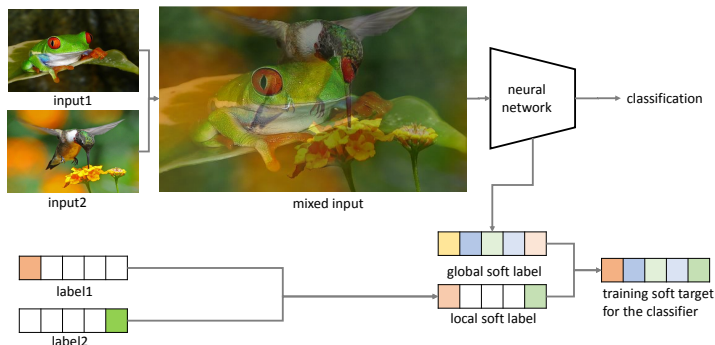 input1
input2
mixed input
neural
network
classification
global soft label
label1
local soft label
label2
training soft target
for the classifier